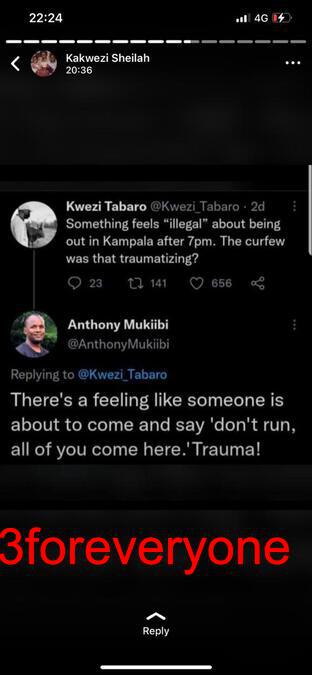 22:24
4G
Kakwezi Sheilah
20:36
Kwezi Tabaro @Kwezi_Tabaro · 2d
Something feels “illegal” about being
out in Kampala after 7pm. The curfew
was that traumatizing?
23 141 656
Anthony Mukiibi
@AnthonyMukiibi
Replying to @Kwezi_Tabaro
There's a feeling like someone is
about to come and say 'don't run,
all of you come here.'Trauma!
3foreveryone
Reply